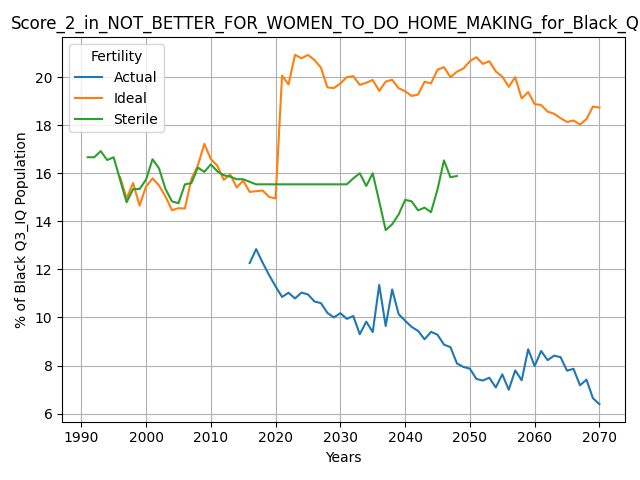 Score_2_in_NOT_BETTER_FOR_WOMEN_TO_DO_HOME_MAKING_for_Black_Q
Fertility
Actual
Ideal
Sterile
% of Black Q3_IQ Population
20
18
16
14
12
10
8
6
1990 2000 2010 2020 2030 2040 2050 2060 2070
Years